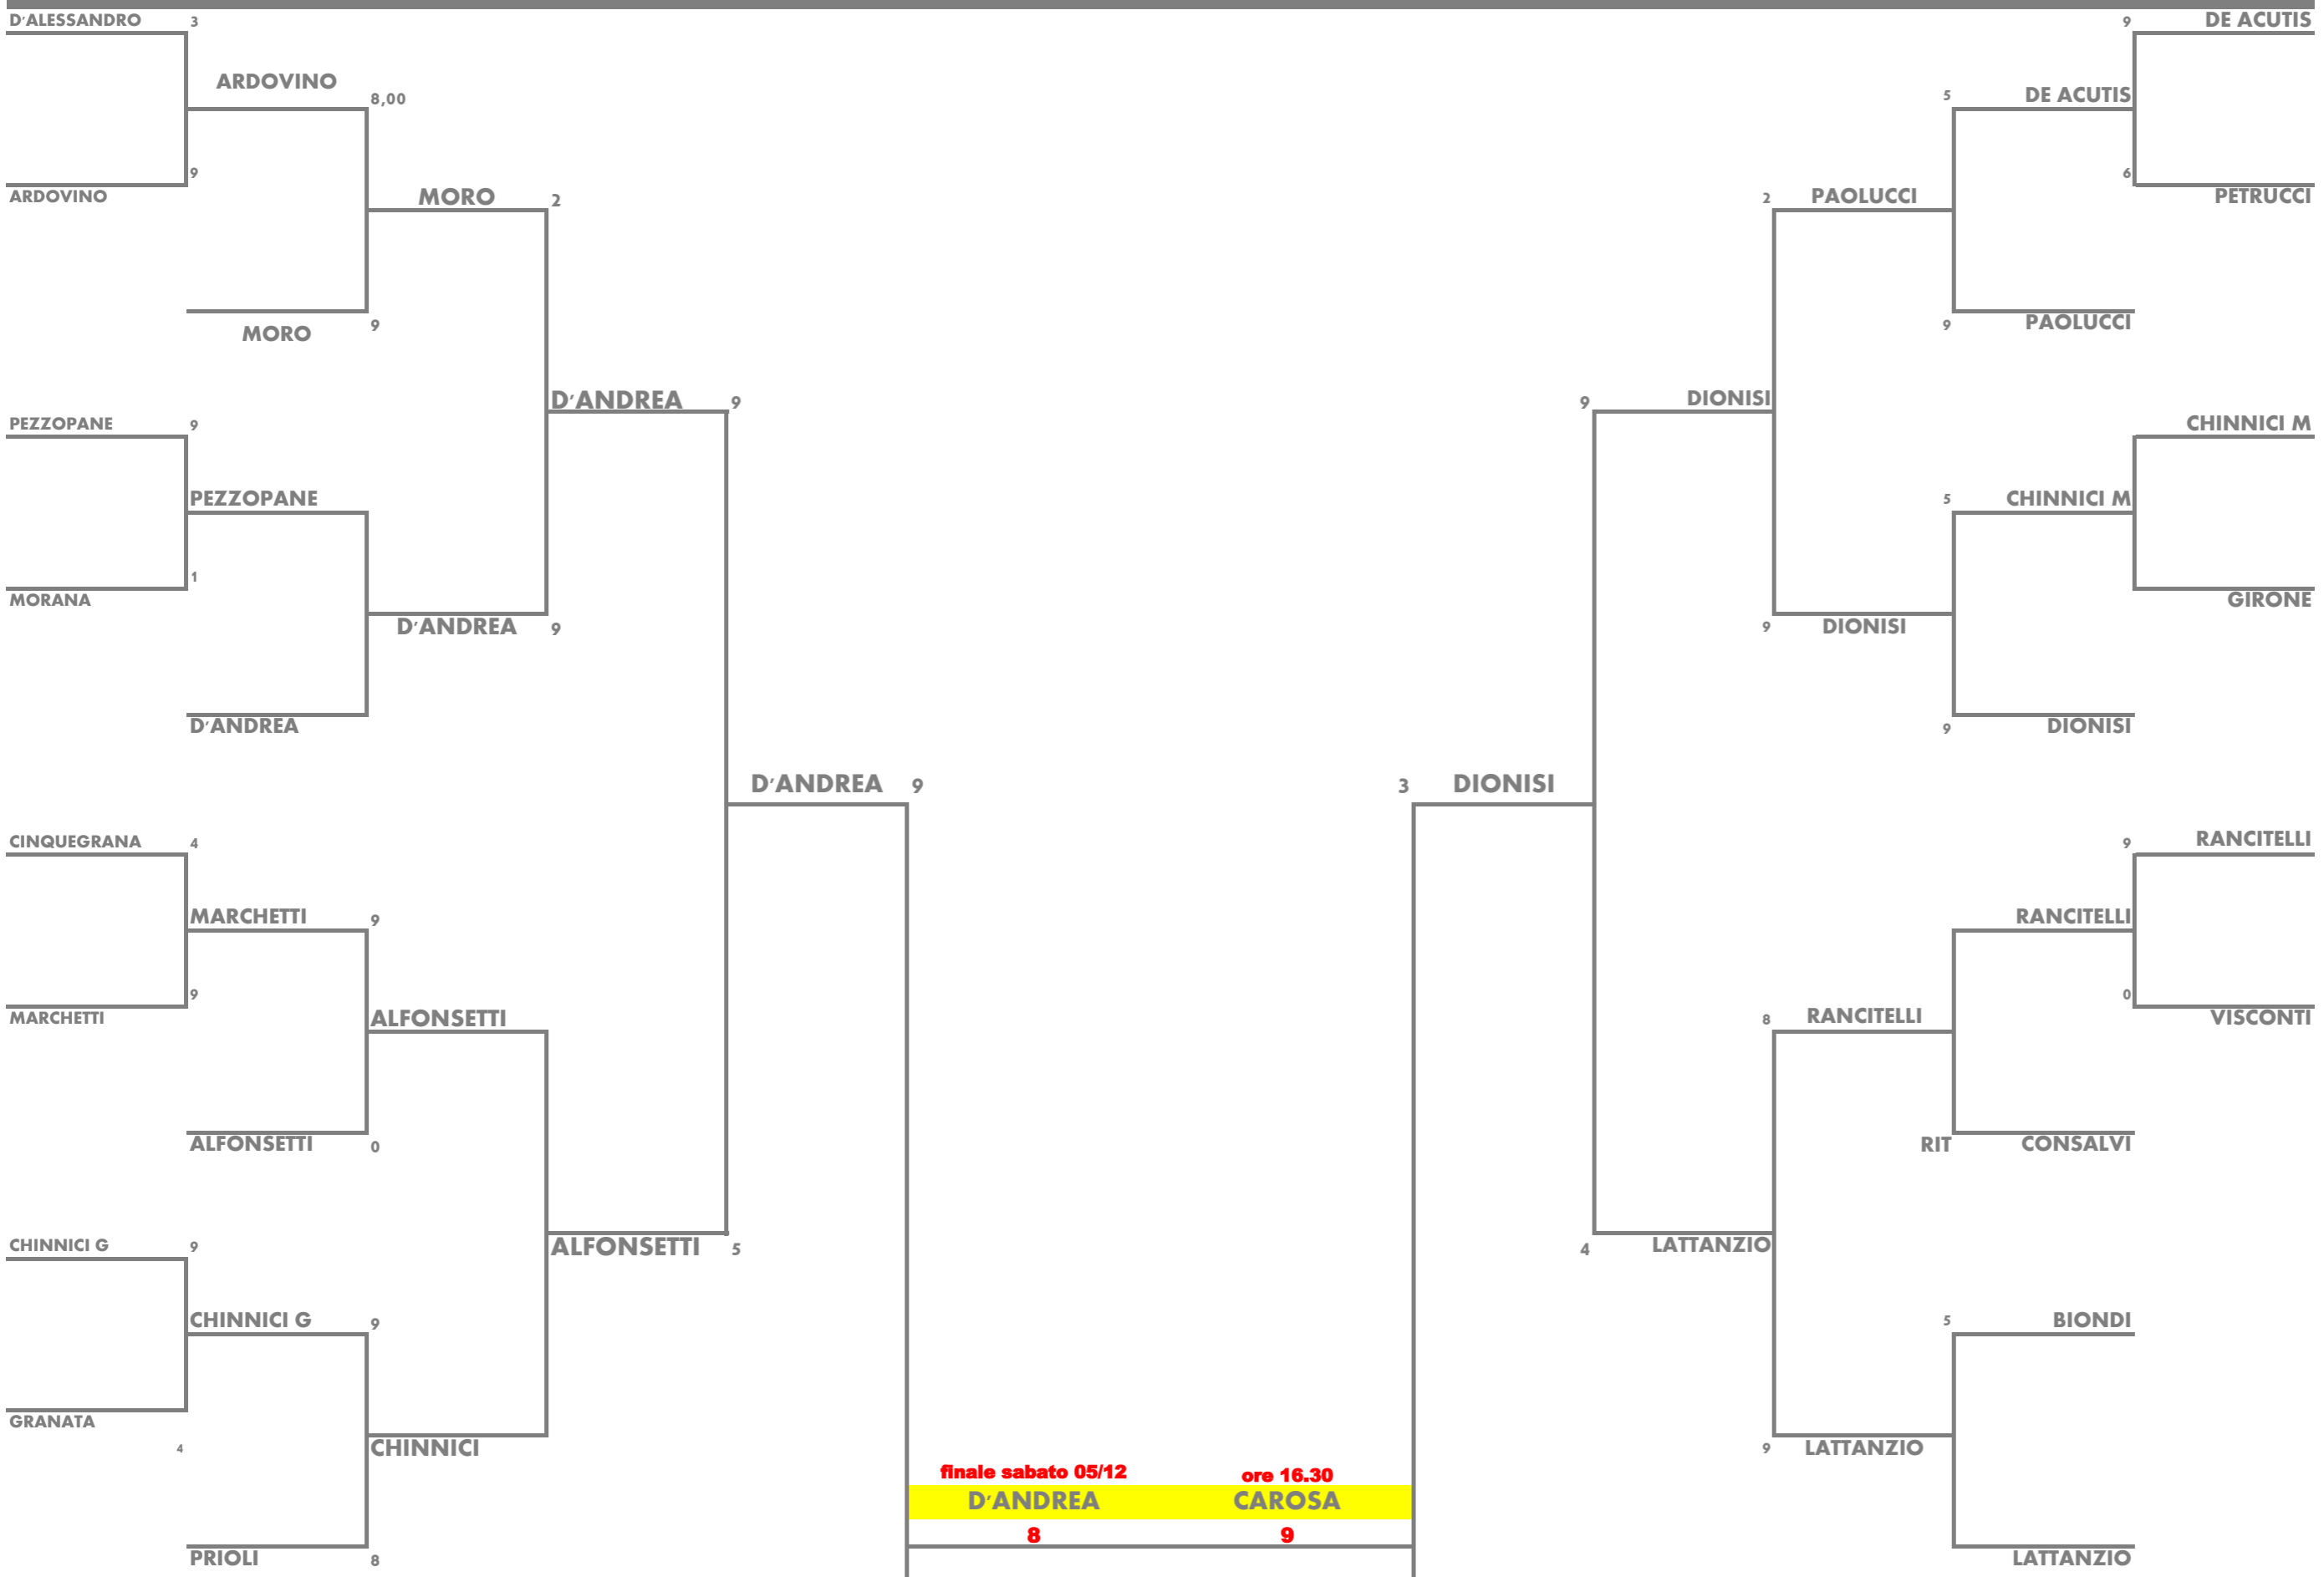 D'ALESSANDRO 3 9 DE ACUTIS
ARDOVINO 8,00 5 DE ACUTIS
9 6
ARDOVINO MORO 2 2 PAOLUCCI PETRUCCI
MORO 9 9 PAOLUCCI
D'ANDREA 9 9 DIONISI
PEZZOPANE 9 CHINNICI M
PEZZOPANE 5 CHINNICI M
1
MORANA GIRONE
D'ANDREA 9 9 DIONISI
D'ANDREA 9 DIONISI
D'ANDREA 9 3 DIONISI
CINQUEGRANA 4 9 RANCITELLI
MARCHETTI 9 RANCITELLI
9 0
MARCHETTI ALFONSETTI 8 RANCITELLI VISCONTI
ALFONSETTI 0 RIT CONSALVI
CHINNICI G 9 ALFONSETTI 5 4 LATTANZIO
CHINNICI G 9 5 BIONDI
GRANATA
4 CHINNICI 9 LATTANZIO
finale sabato 05/12 ore 16.30
D'ANDREA CAROSA
8 9
PRIOLI 8 LATTANZIO